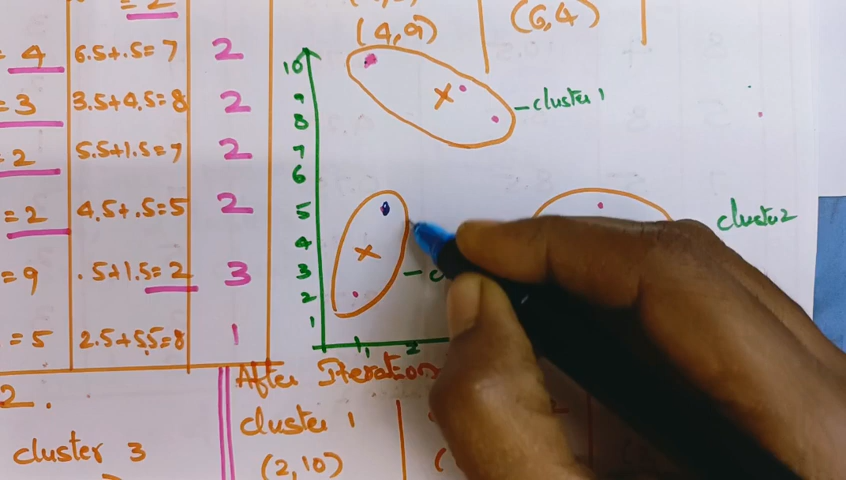 = 2
(4,9)
(6,4)
= 4 6.5+.5= 7 2
= 3 3.5+4.5= 8 2
= 2 5.5+1.5= 7 2
= 2 4.5+.5= 5 2
= 9 .5+1.5= 2 3
= 5 2.5+5.5= 8 1
10
9
8
7
6
5
4
3
2
1
1 2
- cluster 1
cluster 2
2.
cluster 3
After Iteration
cluster 1
(2,10)